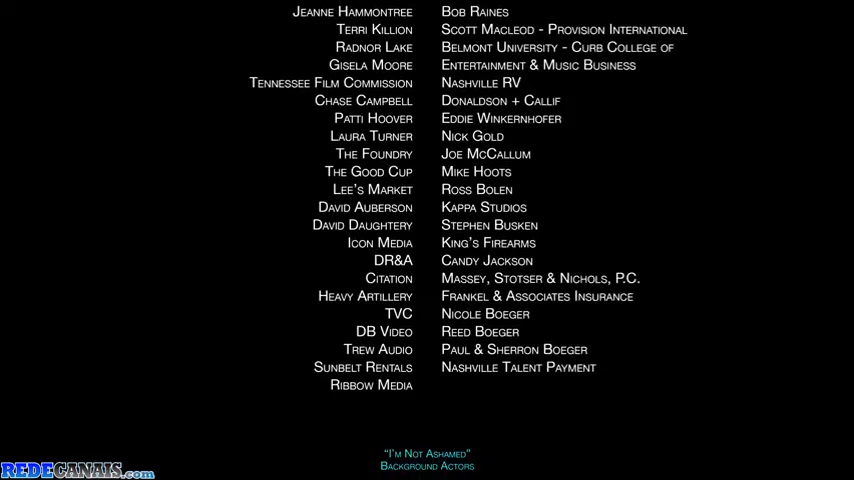 Jeanne Hammontree
Terri Killion
Radnor Lake
Gisela Moore
Tennessee Film Commission
Chase Campbell
Patti Hoover
Laura Turner
The Foundry
The Good Cup
Lee's Market
David Auberson
David Daughtery
Icon Media
DR&A
Citation
Heavy Artillery
TVC
DB Video
Trew Audio
Sunbelt Rentals
Ribbow Media
Bob Raines
Scott Macleod - Provision International
Belmont University - Curb College of
Entertainment & Music Business
Nashville RV
Donaldson + Callif
Eddie Winkernhofer
Nick Gold
Joe McCallum
Mike Hoots
Ross Bolen
Kappa Studios
Stephen Busken
King's Firearms
Candy Jackson
Massey, Stotser & Nichols, P.C.
Frankel & Associates Insurance
Nicole Boeger
Reed Boeger
Paul & Sherron Boeger
Nashville Talent Payment
"I'm Not Ashamed"
Background Actors
REDECANAIS.com